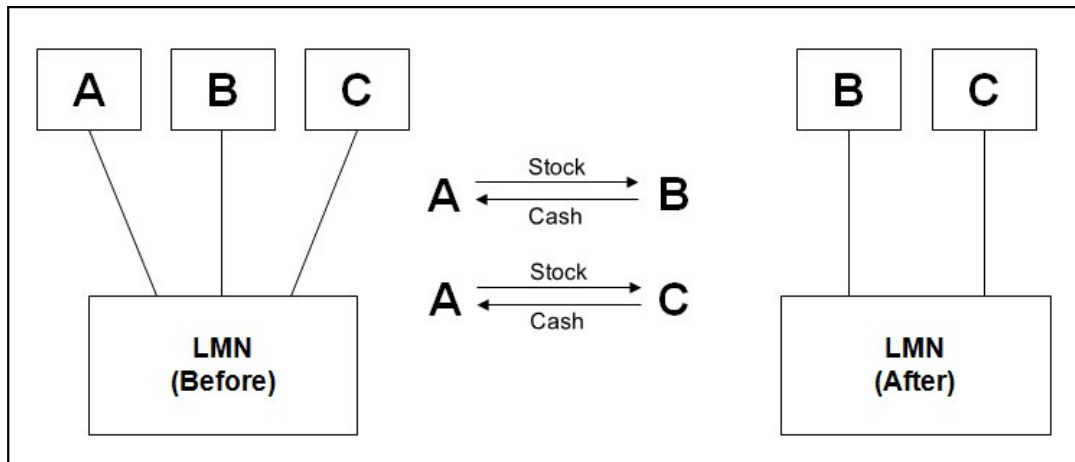 A B C
B C
Stock
A B
Cash
Stock
A C
Cash
LMN
(Before)
LMN
(After)